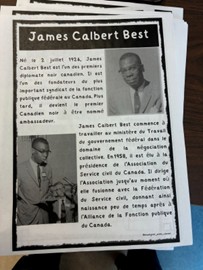 James Calbert Best
Né le 3 juillet 1926, James
Calbert Best est l'un des premiers
diplomate noir canadien. Il est
l'un des fondateurs du plus
important syndicat de la fonction
publique fédérale au Canada. Plus
tard, il devient le premier
Canadien noir à être nommé
ambassadeur.
James Calbert Best commence à
travailler au ministère du Travail
du gouvernement fédéral dans le
domaine de la négociation
collective. En 1958, il est élu à la
présidence de l'Association du
Service civil du Canada. Il dirige
l'Association jusqu'au moment où
elle fusionne avec la Fédération
du Service civil, donnant ainsi
naissance peu de temps après à
l'Alliance de la Fonction publique
du Canada.